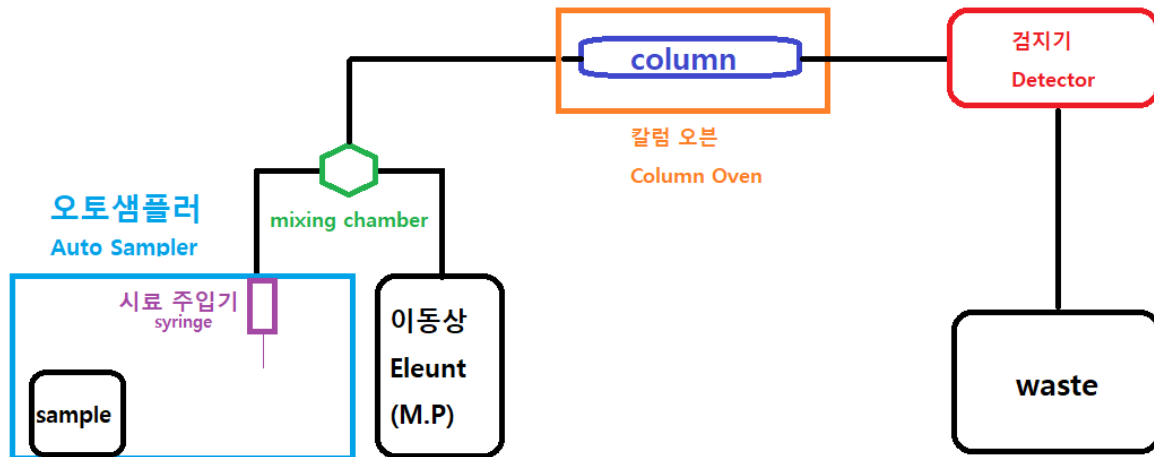 column
검지기
Detector
칼럼 오븐
Column Oven
mixing chamber
오토샘플러
Auto Sampler
시료 주입기
syringe
sample
이동상
Eleunt
(M.P)
waste